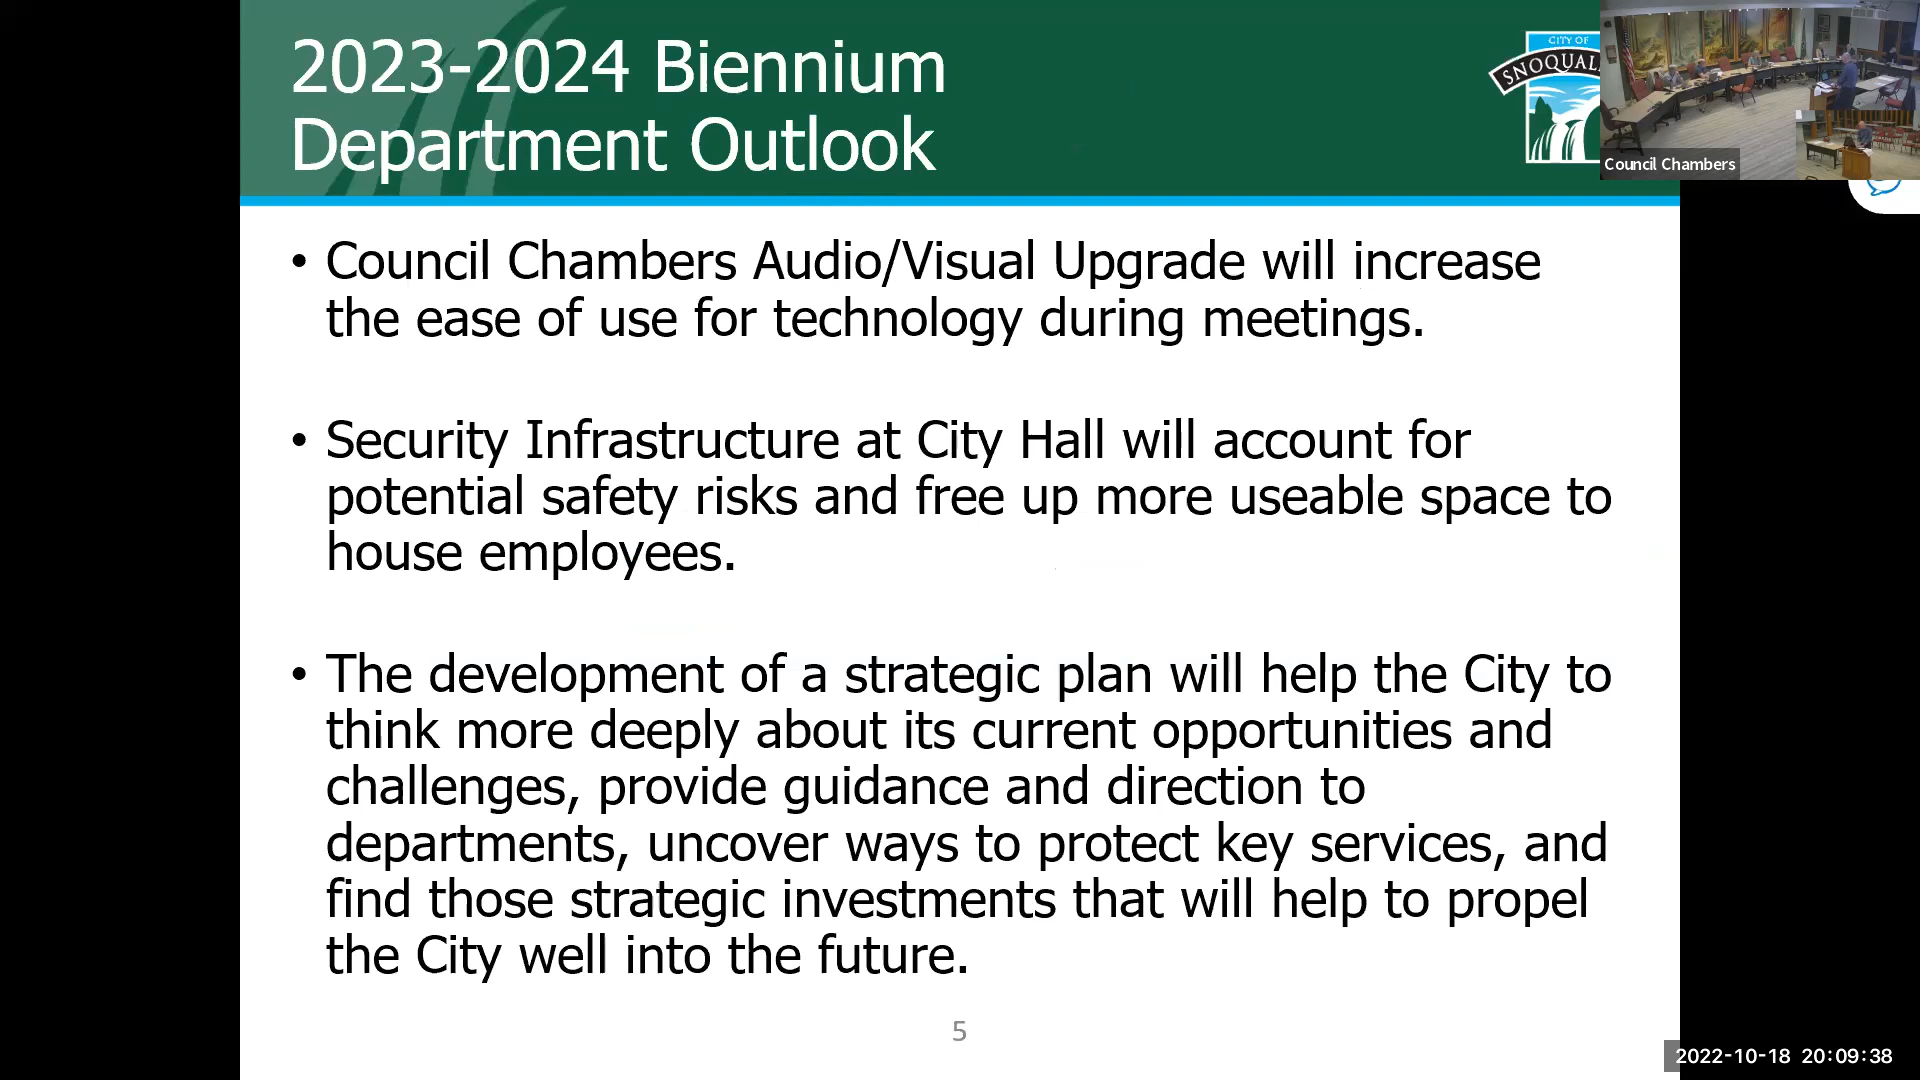 2023-2024 Biennium
Department Outlook
CITY OF
Council Chambers
• Council Chambers Audio/Visual Upgrade will increase
the ease of use for technology during meetings.
• Security Infrastructure at City Hall will account for
potential safety risks and free up more useable space to
house employees.
• The development of a strategic plan will help the City to
think more deeply about its current opportunities and
challenges, provide guidance and direction to
departments, uncover ways to protect key services, and
find those strategic investments that will help to propel
the City well into the future.
5
2022-10-18 20:09:38